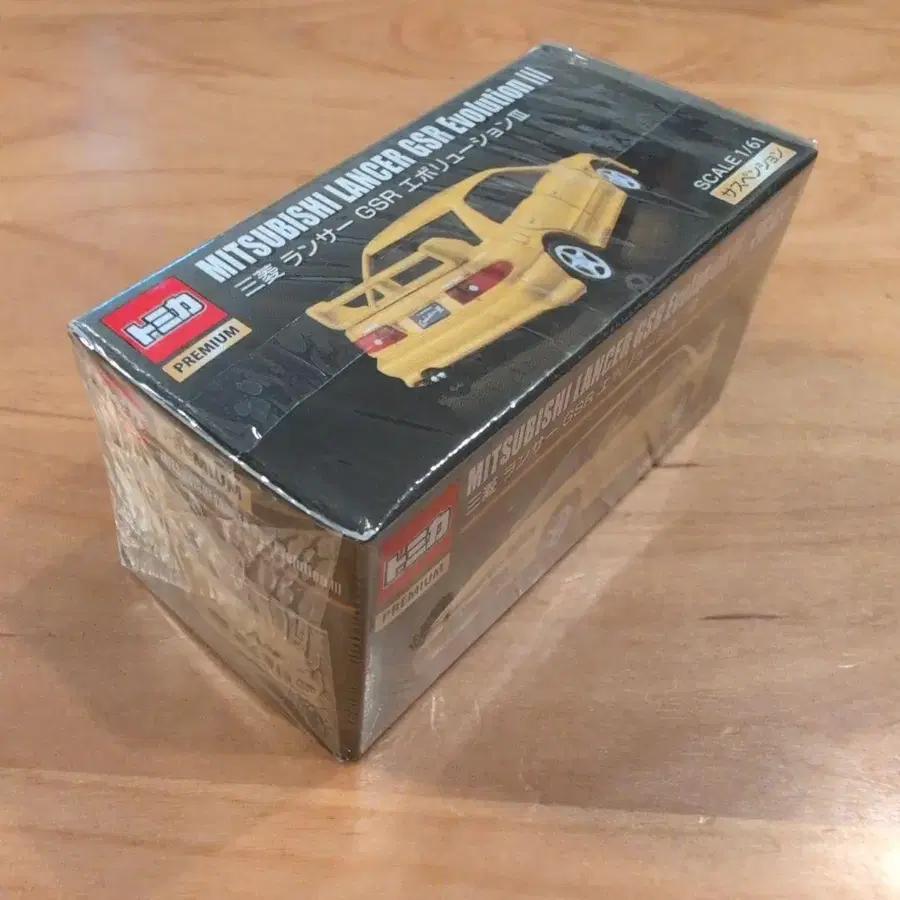 MITSUBISHI LANCER GSR Evolution III
三菱 ランサー GSR エボリューションⅢ
SCALE 1/61
サスペンション
トミカ
PREMIUM
MITSUBISHI LANCER GSR Evolution
三菱 ランサー GSR エボリューション
トミカ
PREMIUM
PREMIUM
Evolution III